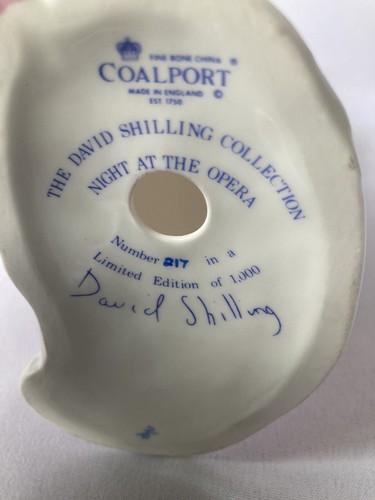 FINE BONE CHINA ®
COALPORT
MADE IN ENGLAND ©
EST. 1750
THE DAVID SHILLING COLLECTION
NIGHT AT THE OPERA
Number 217 in a
Limited Edition of 1,000
David Shilling